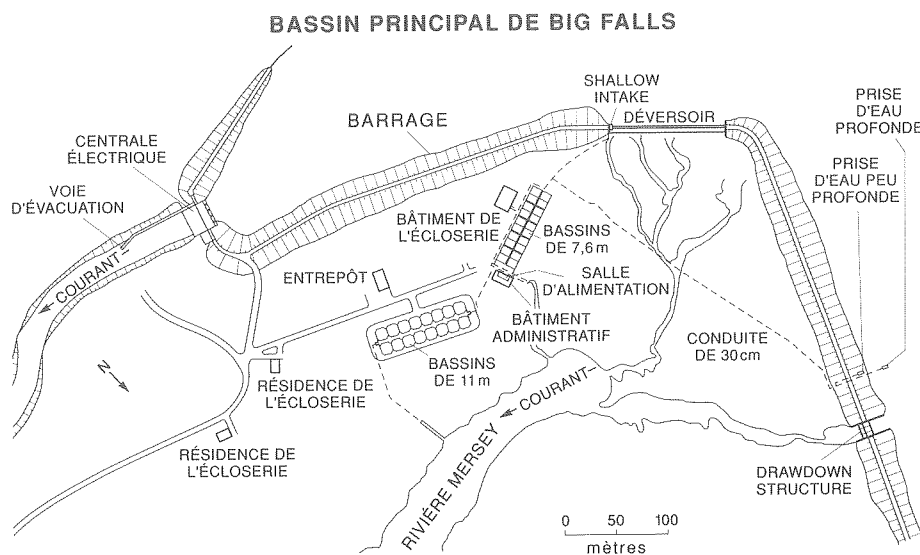 BASSIN PRINCIPAL DE BIG FALLS
SHALLOW
INTAKE
DÉVERSOIR
PRISE
D'EAU
PROFONDE
BARRAGE
CENTRALE
ÉLECTRIQUE
PRISE
D'EAU PEU
PROFONDE
VOIE
D'ÉVACUATION
BÂTIMENT DE
L'ÉCLOSERIE
BASSINS
DE 7,6 m
COURANT
ENTREPÔT
SALLE
D'ALIMENTATION
BÂTIMENT
ADMINISTRATIF
CONDUITE
DE 30 cm
BASSINS
DE 11 m
N
RÉSIDENCE DE
L'ÉCLOSERIE
COURANT
RÉSIDENCE DE
L'ÉCLOSERIE
RIVIÉRE MERSEY
DRAWDOWN
STRUCTURE
0 50 100
mètres